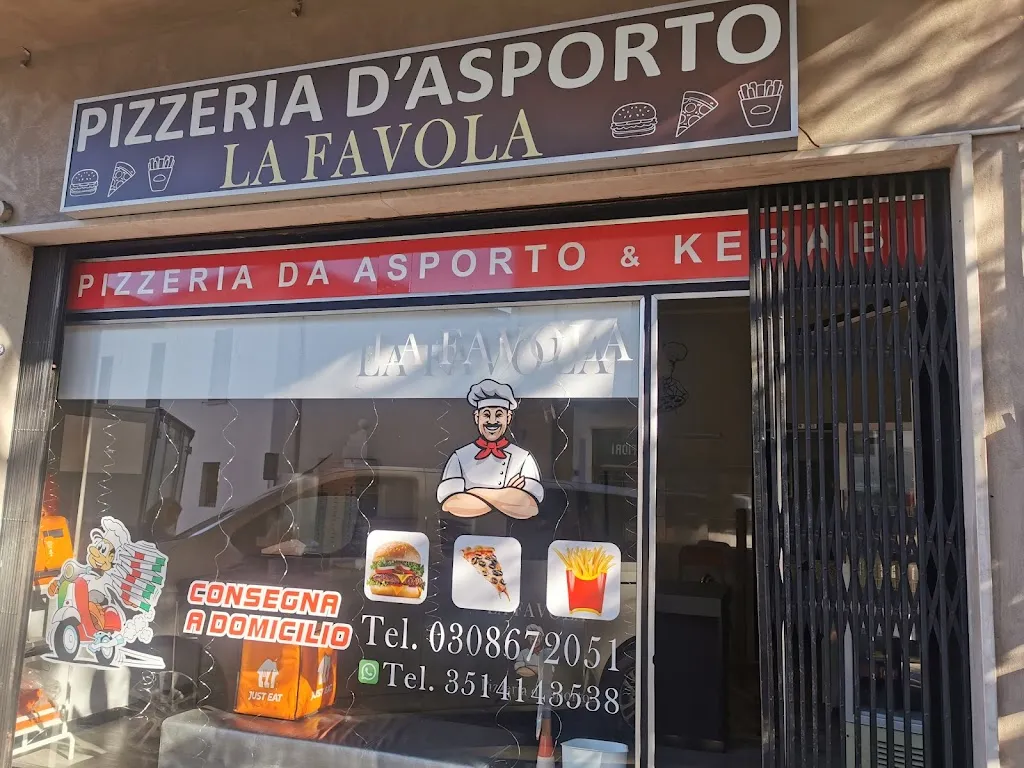 PIZZERIA D'ASPORTO
LA FAVOLA
PIZZERIA DA ASPORTO & KEBAB
LA FAVOLA
CONSEGNA
A DOMICILIO
Tel. 0308672051
Tel. 3514143538
JUST EAT